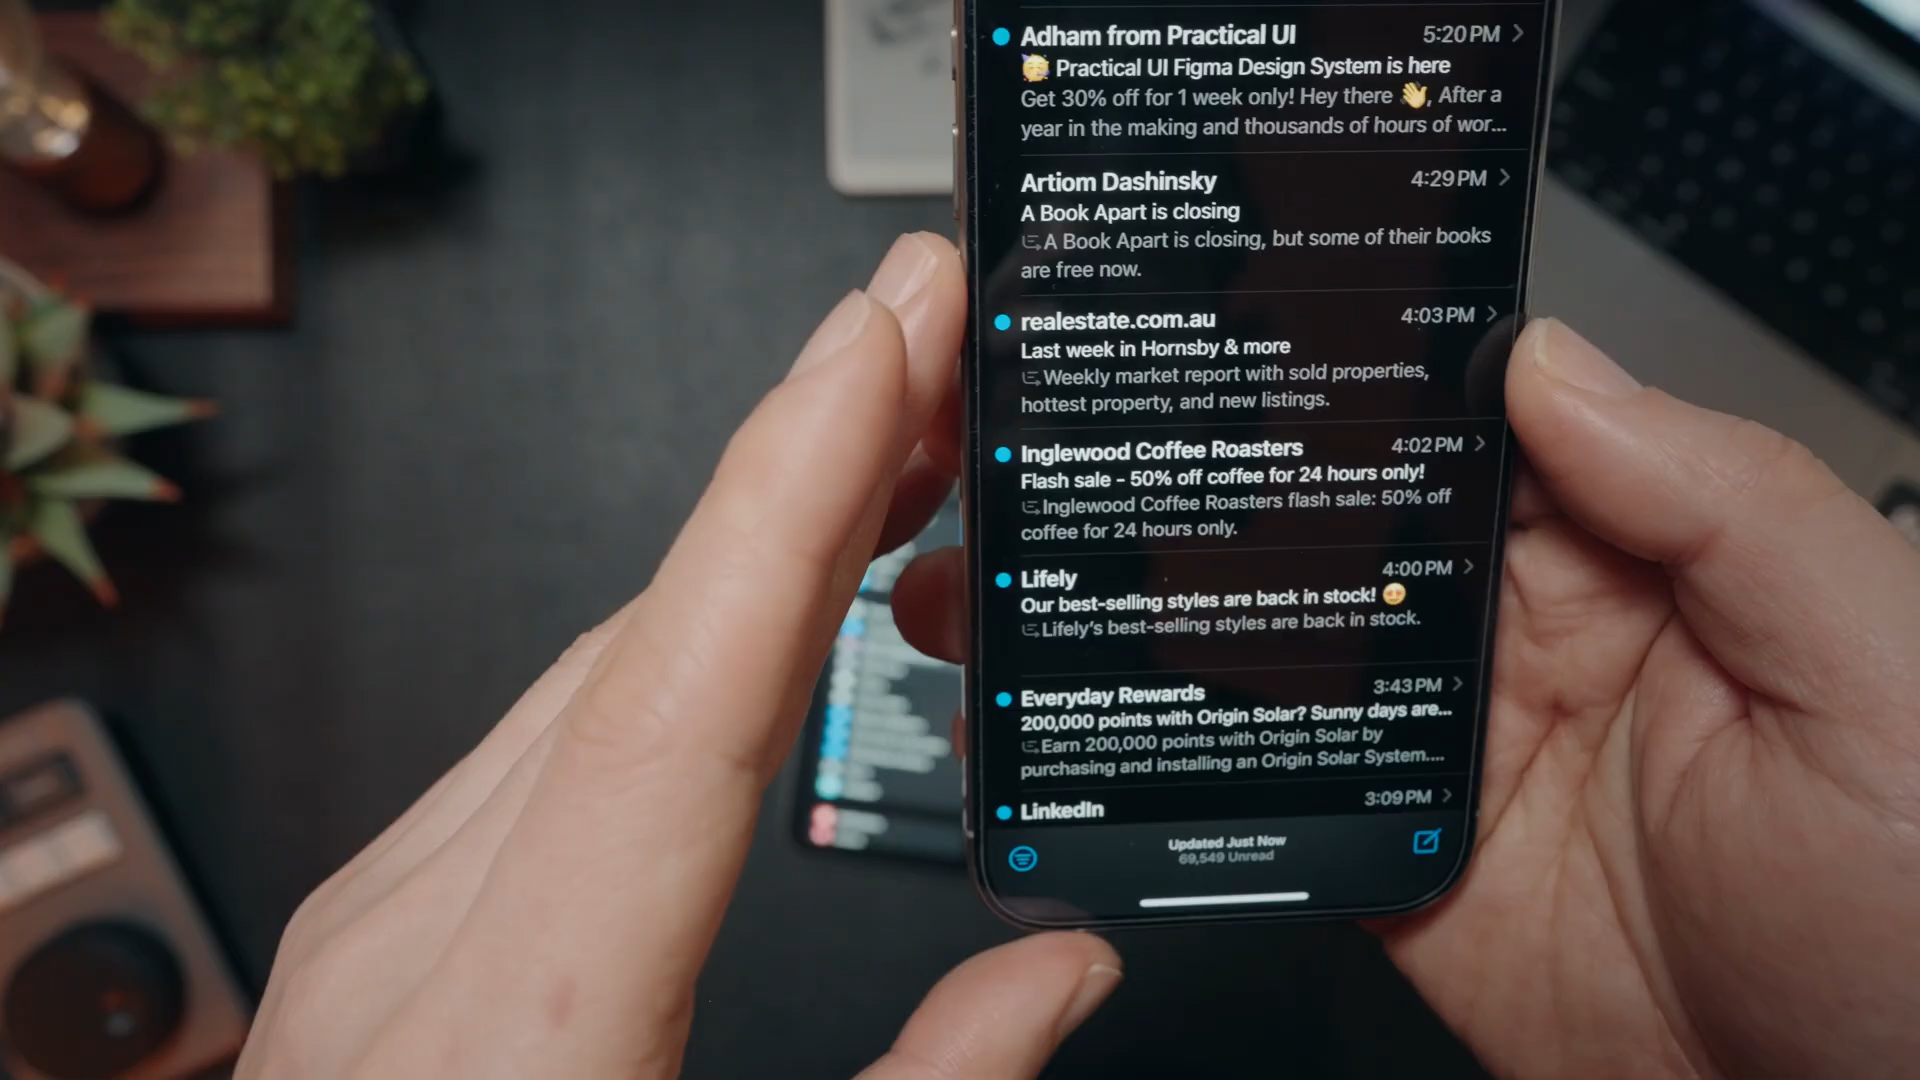 Adham from Practical UI 5:20 PM
🥳 Practical UI Figma Design System is here
Get 30% off for 1 week only! Hey there 👋, After a
year in the making and thousands of hours of wor...
Artiom Dashinsky 4:29 PM
A Book Apart is closing
A Book Apart is closing, but some of their books
are free now.
realestate.com.au 4:03 PM
Last week in Hornsby & more
Weekly market report with sold properties,
hottest property, and new listings.
Inglewood Coffee Roasters 4:02 PM
Flash sale - 50% off coffee for 24 hours only!
Inglewood Coffee Roasters flash sale: 50% off
coffee for 24 hours only.
Lifely 4:00 PM
Our best-selling styles are back in stock! 😍
Lifely's best-selling styles are back in stock.
Everyday Rewards 3:43 PM
200,000 points with Origin Solar? Sunny days are...
Earn 200,000 points with Origin Solar by
purchasing and installing an Origin Solar System....
LinkedIn 3:09 PM
Updated Just Now
69,549 Unread